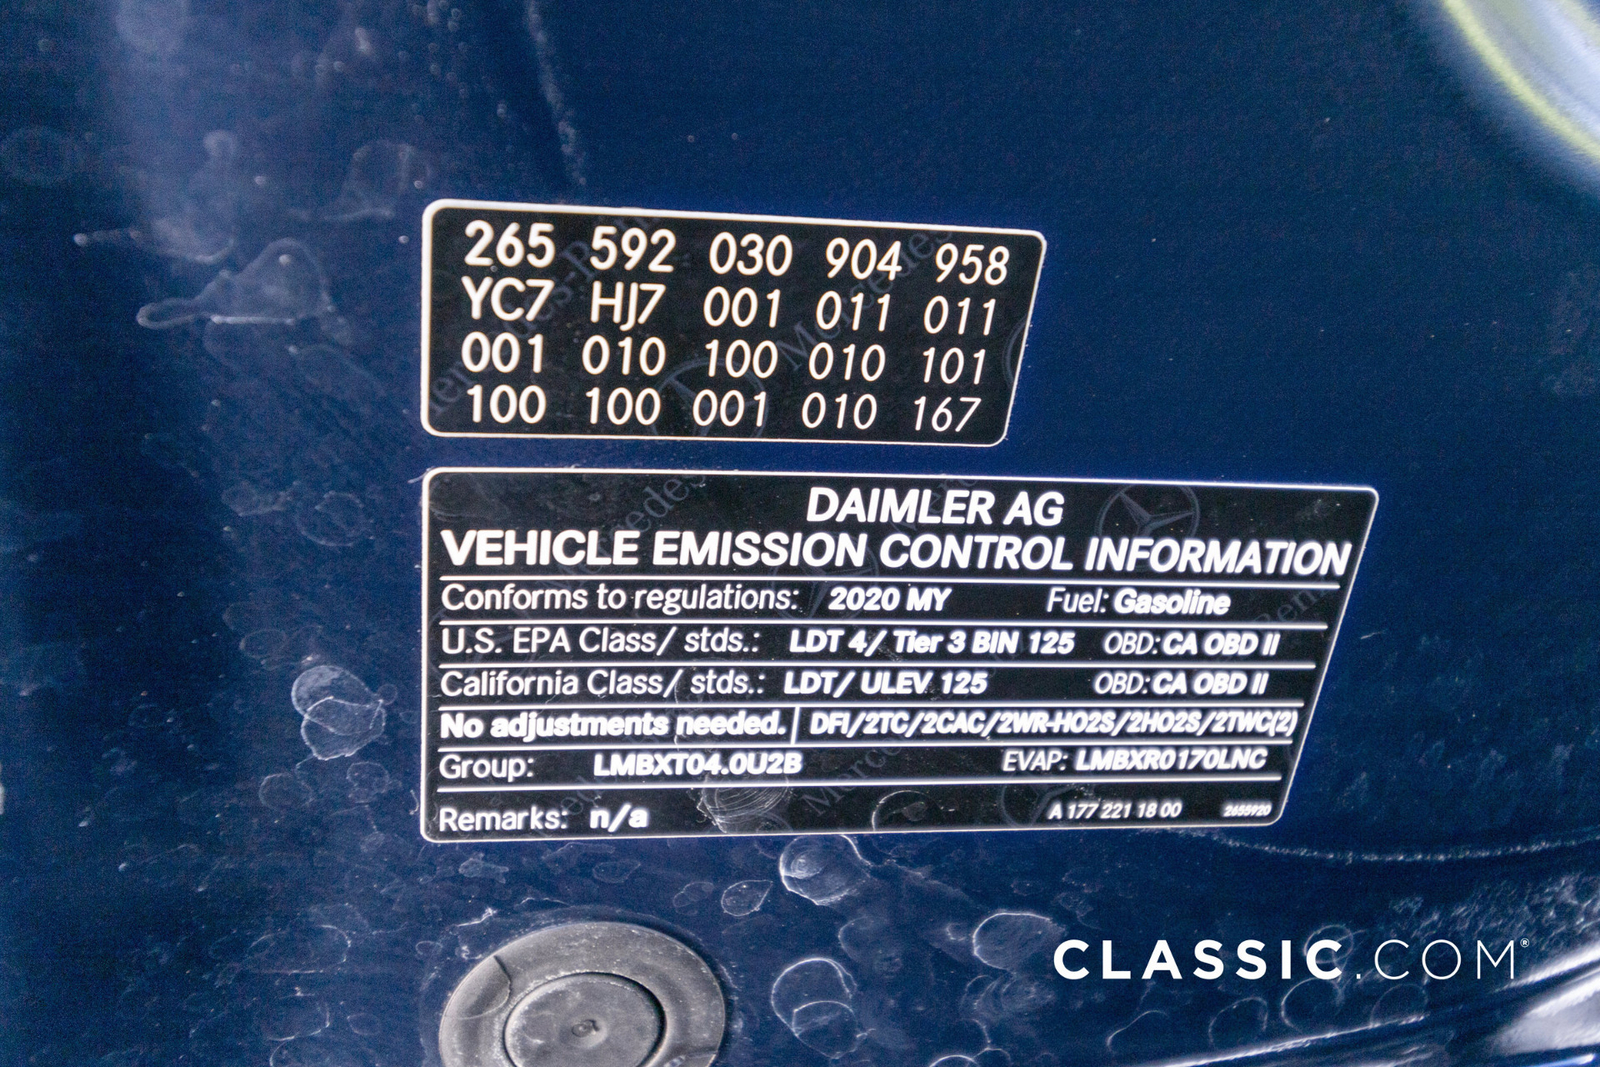 265 592 030 904 958
YC7 HJ7 001 011 011
001 010 100 010 101
100 100 001 010 167
DAIMLER AG
VEHICLE EMISSION CONTROL INFORMATION
Conforms to regulations: 2020 MY Fuel: Gasoline
U.S. EPA Class/ stds.: LDT 4/ Tier 3 BIN 125 OBD: CA OBD II
California Class/ stds.: LDT/ ULEV 125 OBD: CA OBD II
No adjustments needed. DFI/2TC/2CAC/2WR-HO2S/2HO2S/2TWC(2)
Group: LMBXT04.0U2B EVAP: LMBXR0170LNC
Remarks: n/a A 177 221 18 00 2655920
CLASSIC.COM®